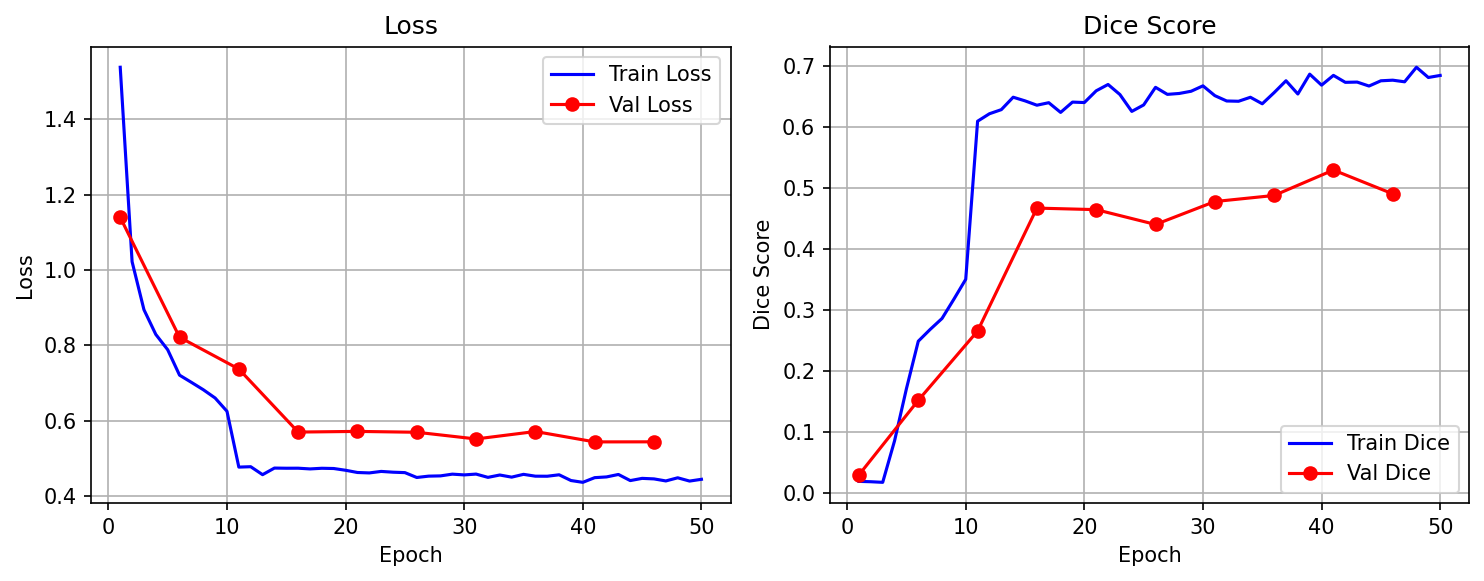 Loss
Train Loss
Val Loss
1.4
1.2
1.0
0.8
0.6
0.4
Loss
0 10 20 30 40 50
Epoch
Dice Score
0.7
0.6
0.5
0.4
0.3
0.2
0.1
0.0
Dice Score
Train Dice
Val Dice
0 10 20 30 40 50
Epoch